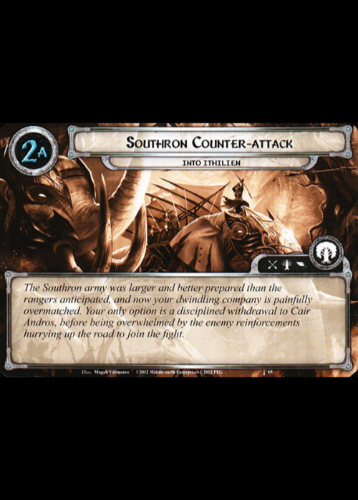 2A
SOUTHRON COUNTER-ATTACK
INTO ITHILIEN
The Southron army was larger and better prepared than the
rangers anticipated, and now your dwindling company is painfully
overmatched. Your only option is a disciplined withdrawal to Cair
Andros, before being overwhelmed by the enemy reinforcements
hurrying up the road to join the fight.
Illus. Magali Villeneuve ©2012 Middle-earth Enterprises ©2012 FFG